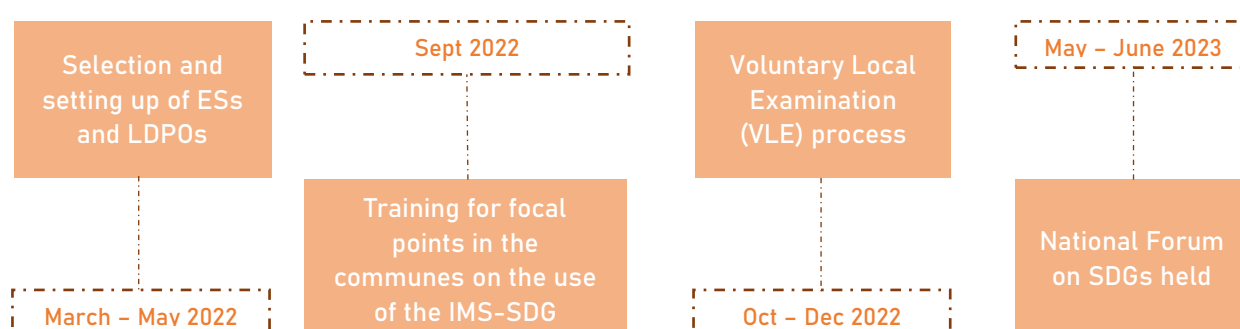 Selection and
setting up of ESs
and LDPOs
March – May 2022
Sept 2022
Training for focal
points in the
communes on the use
of the IMS-SDG
Voluntary Local
Examination
(VLE) process
Oct – Dec 2022
May – June 2023
National Forum
on SDGs held